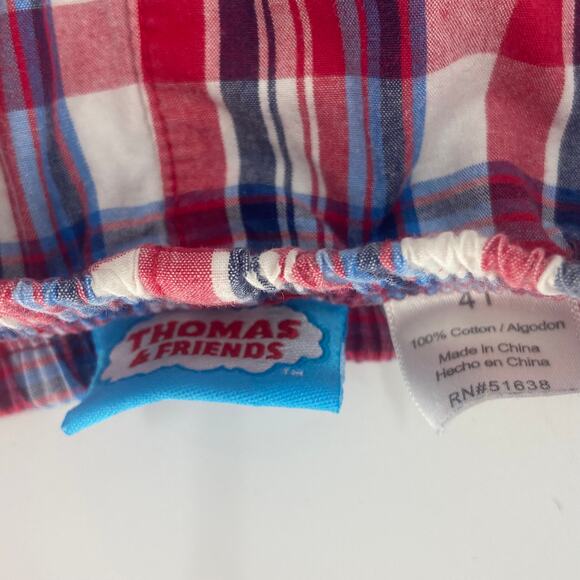 THOMAS
& FRIENDS
TM
4T
100% Cotton / Algodon
Made in China
Hecho en China
RN#51638